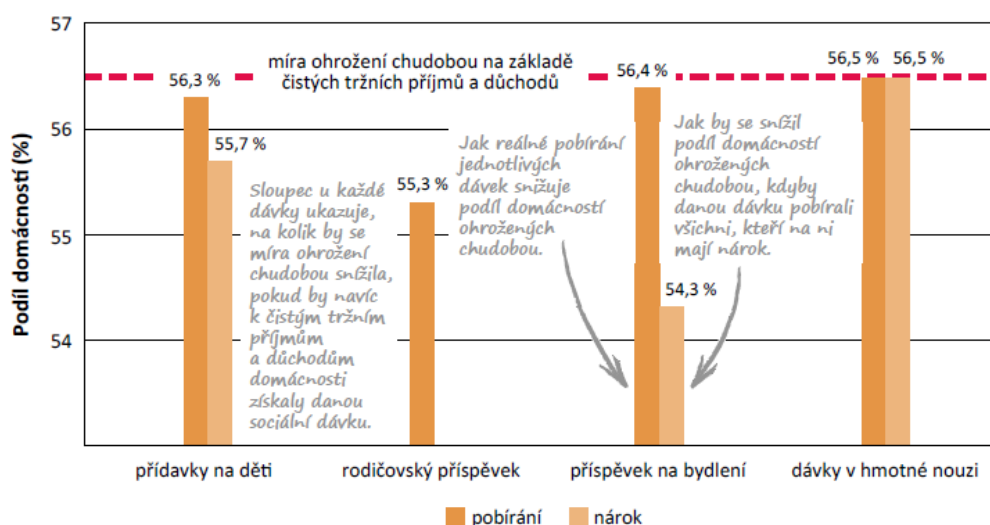 57
56
55
54
Podíl domácností (%)
míra ohrožení chudobou na základě
čistých tržních příjmů a důchodů
56,3 %
55,7 %
Sloupec u každé
dávky ukazuje,
na kolik by se
míra ohrožení
chudobou snížila,
pokud by navíc
k čistým tržním
příjmům
a důchodům
domácnosti
získaly danou
sociální dávku.
55,3 %
Jak reálné pobírání
jednotlivých
dávek snižuje
podíl domácností
ohrožených
chudobou.
56,4 %
54,3 %
Jak by se snížil
podíl domácností
ohrožených
chudobou, kdyby
danou dávku pobírali
všichni, kteří na ni
mají nárok.
56,5 % 56,5 %
přídavky na děti rodičovský příspěvek příspěvek na bydlení dávky v hmotné nouzi
pobírání nárok